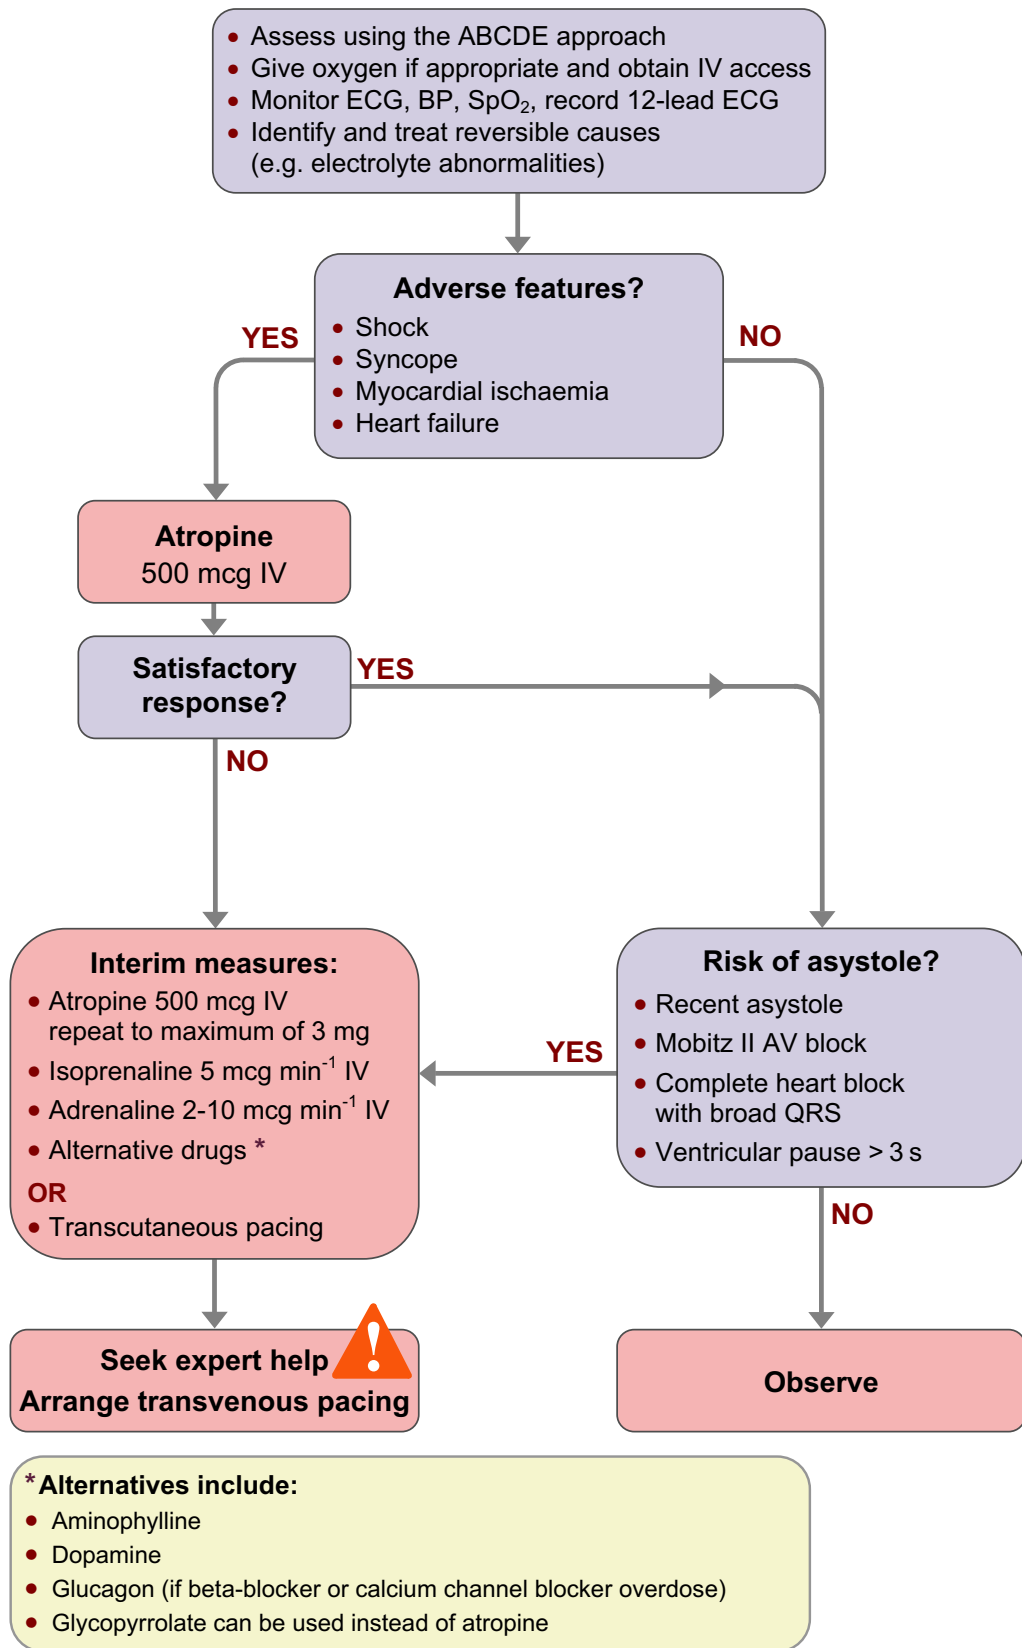 • Assess using the ABCDE approach
• Give oxygen if appropriate and obtain IV access
• Monitor ECG, BP, SpO₂, record 12-lead ECG
• Identify and treat reversible causes
(e.g. electrolyte abnormalities)
Adverse features?
• Shock
• Syncope
• Myocardial ischaemia
• Heart failure
YES
NO
Atropine
500 mcg IV
Satisfactory
response?
YES
NO
Interim measures:
• Atropine 500 mcg IV
repeat to maximum of 3 mg
• Isoprenaline 5 mcg min⁻¹ IV
• Adrenaline 2-10 mcg min⁻¹ IV
• Alternative drugs *
OR
• Transcutaneous pacing
YES
Risk of asystole?
• Recent asystole
• Mobitz II AV block
• Complete heart block
with broad QRS
• Ventricular pause > 3 s
NO
Seek expert help
Arrange transvenous pacing
!
Observe
* Alternatives include:
• Aminophylline
• Dopamine
• Glucagon (if beta-blocker or calcium channel blocker overdose)
• Glycopyrrolate can be used instead of atropine